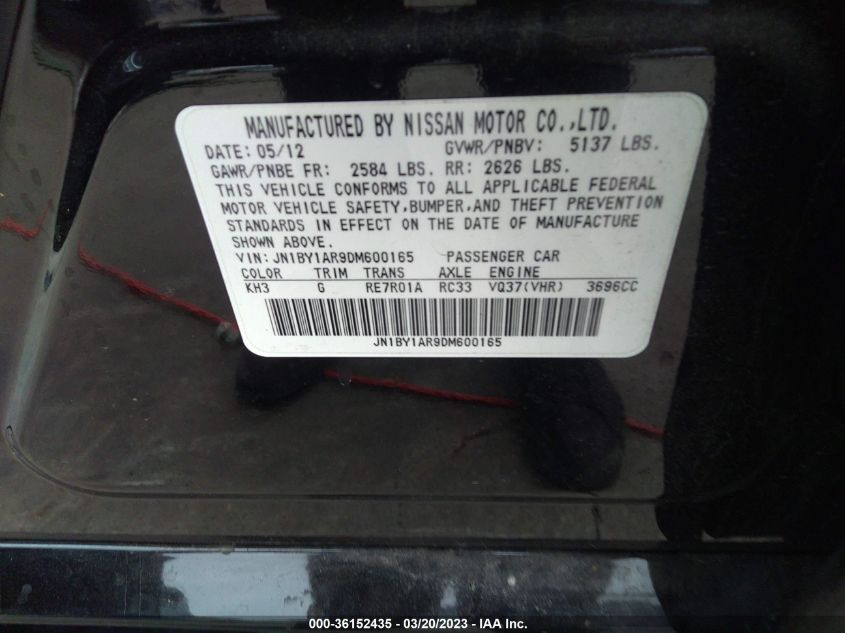 MANUFACTURED BY NISSAN MOTOR CO.,LTD.
DATE: 05/12 GVWR/PNBV: 5137 LBS.
GAWR/PNBE FR: 2584 LBS. RR: 2626 LBS.
THIS VEHICLE CONFORMS TO ALL APPLICABLE FEDERAL
MOTOR VEHICLE SAFETY,BUMPER,AND THEFT PREVENTION
STANDARDS IN EFFECT ON THE DATE OF MANUFACTURE
SHOWN ABOVE.
VIN: JN1BY1AR9DM600165 PASSENGER CAR
COLOR TRIM TRANS AXLE ENGINE
KH3 G RE7R01A RC33 VQ37(VHR) 3696CC
JN1BY1AR9DM600165
000-36152435 - 03/20/2023 - IAA Inc.